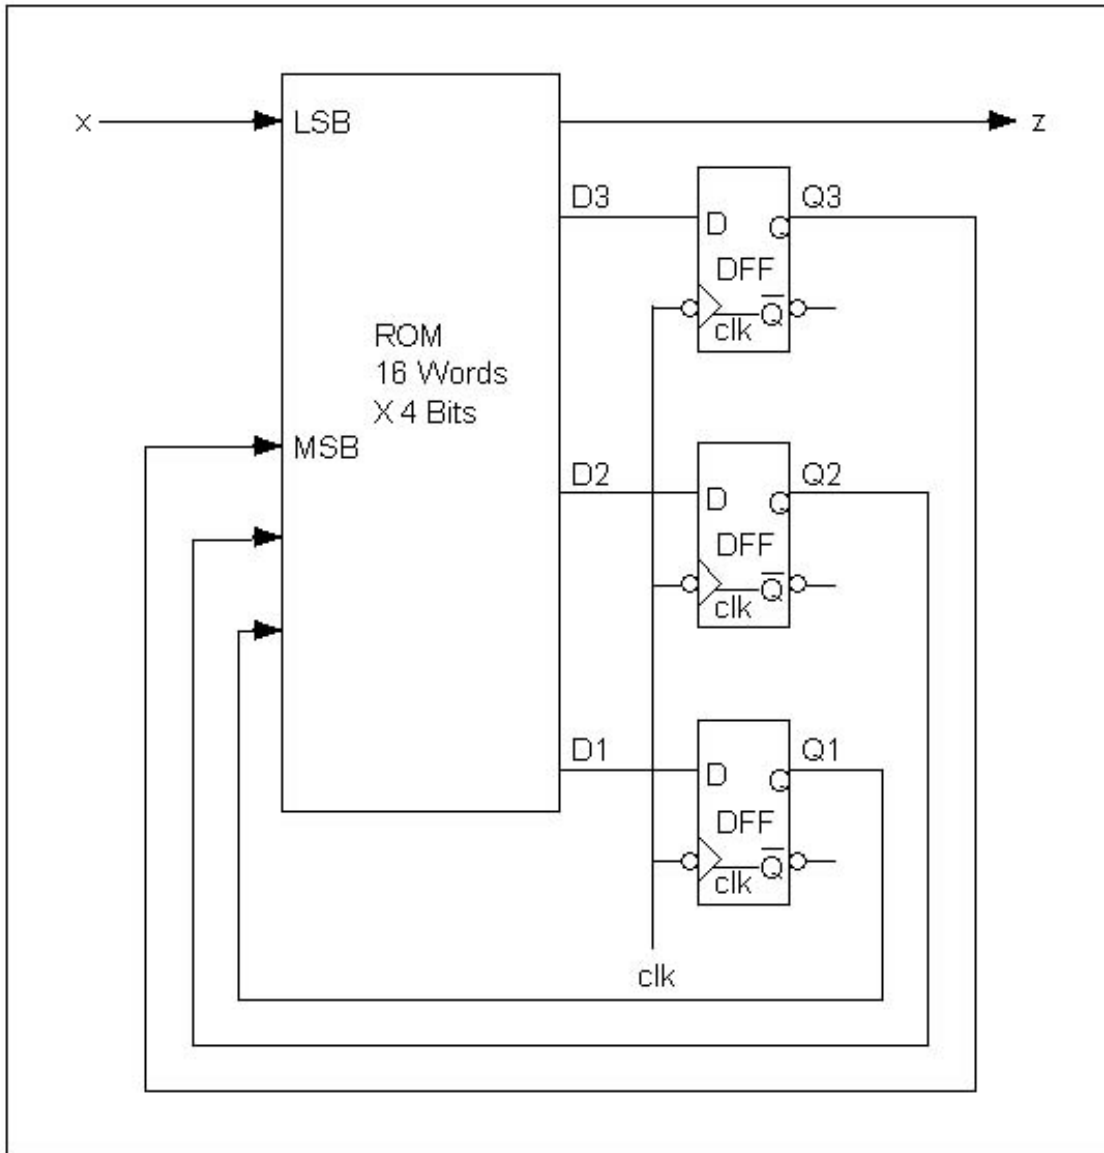 x
LSB
z
D3
Q3
D
Q
DFF
clk
Q
ROM
16 Words
X 4 Bits
MSB
D2
Q2
D
Q
DFF
clk
Q
D1
Q1
D
Q
DFF
clk
Q
clk